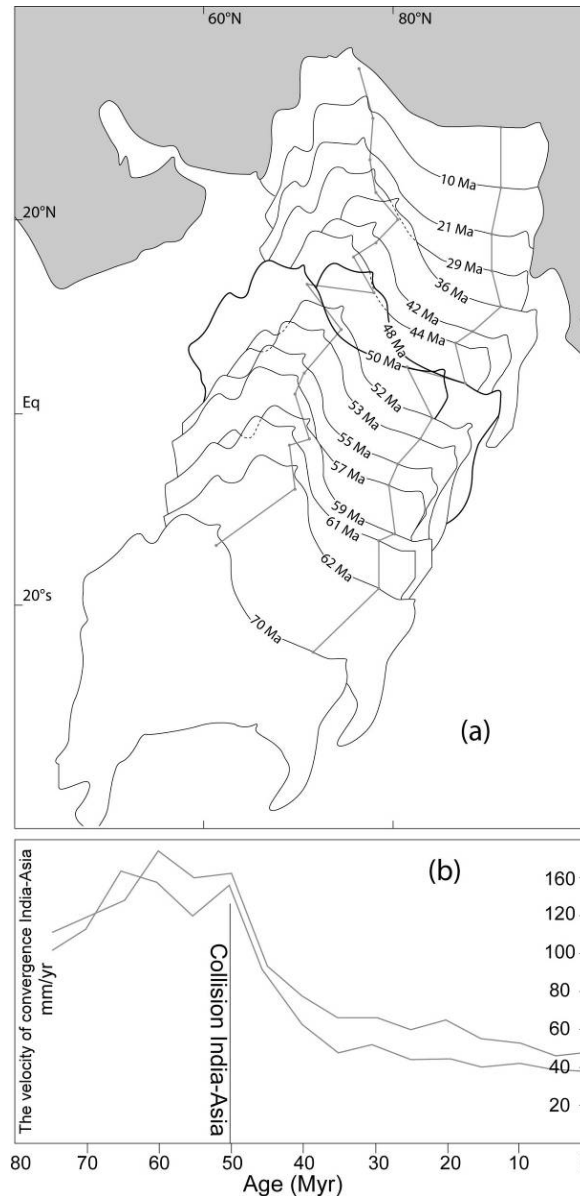 60°N
80°N
10 Ma
20°N
21 Ma
29 Ma
36 Ma
42 Ma
44 Ma
48 Ma
50 Ma
Eq
52 Ma
53 Ma
55 Ma
57 Ma
59 Ma
61 Ma
62 Ma
20°s
70 Ma
(a)
(b)
The velocity of convergence India-Asia
mm/yr
Collision India-Asia
160
120
100
80
60
40
20
80
70
60
50
40
30
20
10
Age (Myr)